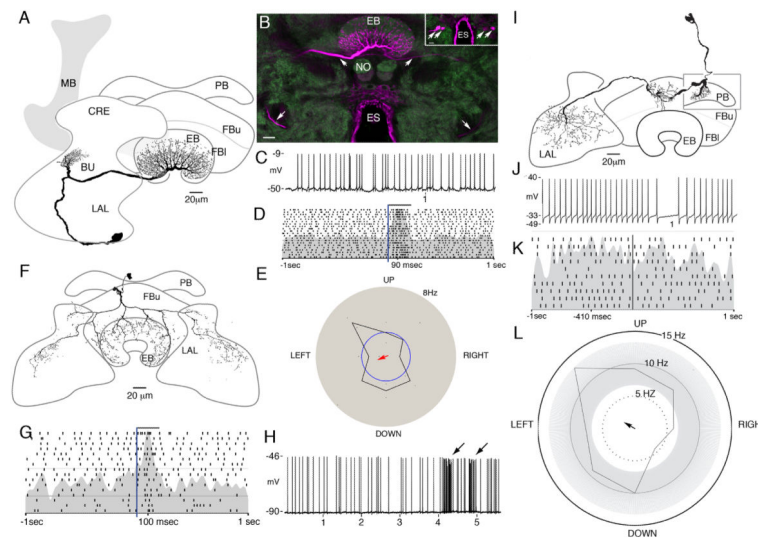 A
MB
PB
CRE
FBu
EB
FBl
BU
20µm
LAL
B
EB
ES
NO
ES
C
-9
mV
-50
1
D
-1sec
90 msec
1 sec
E
UP
8Hz
LEFT
RIGHT
DOWN
F
PB
FBu
EB
LAL
20 µm
G
-1sec
100 msec
1 sec
H
-46
mV
-90
1 2 3 4 5
I
PB
FBu
EB
FBl
LAL
20µm
J
40
mV
-33
-49
1
K
-1sec
-410 msec
1 sec
L
UP
15 Hz
10 Hz
5 HZ
LEFT
RIGH
DOWN